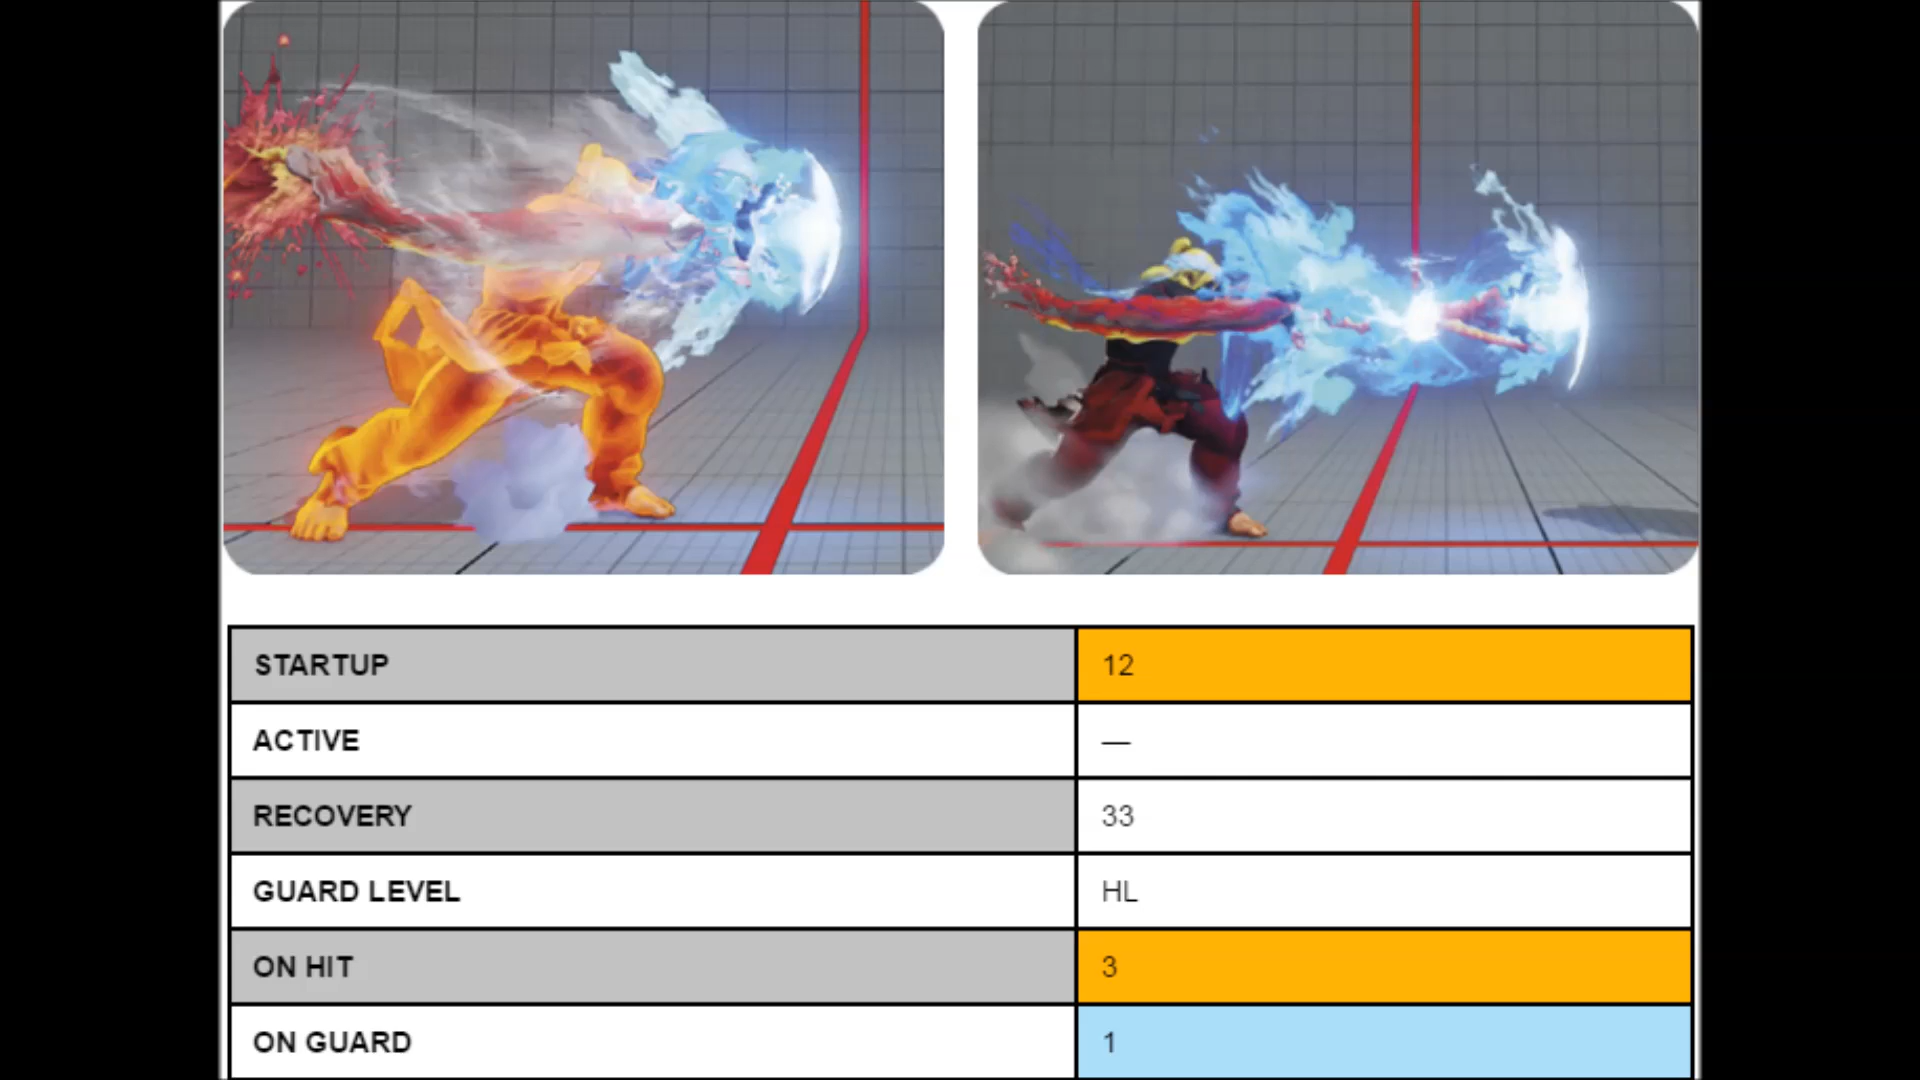 STARTUP 12
ACTIVE —
RECOVERY 33
GUARD LEVEL HL
ON HIT 3
ON GUARD 1